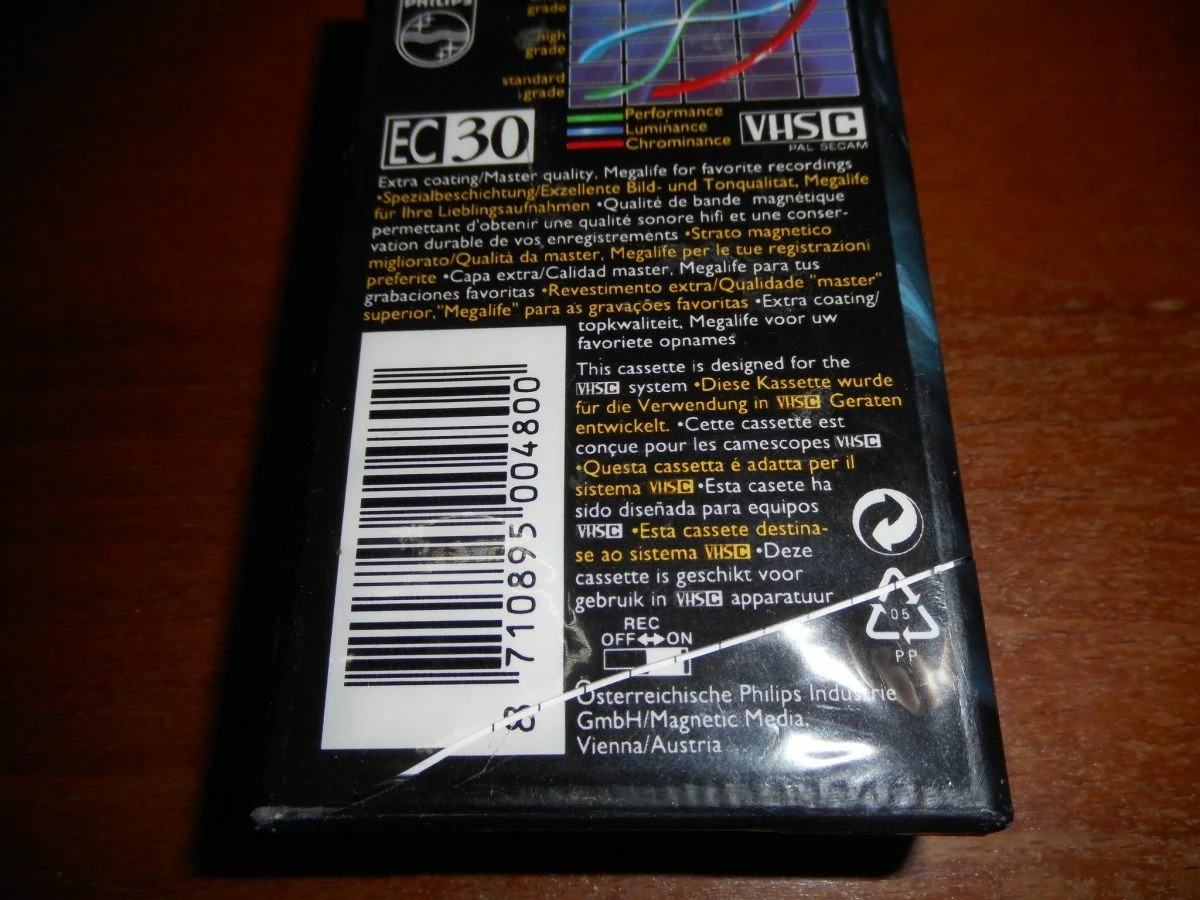 PHILIPS
grade
high
grade
standard
grade
EC 30
Performance
Luminance
Chrominance
VHS C
PAL SECAM
Extra coating/Master quality, Megalife for favorite recordings
•Spezialbeschichtung/Exzellente Bild- und Tonqualität, Megalife
für Ihre Lieblingsaufnahmen •Qualité de bande magnétique
permettant d'obtenir une qualité sonore hifi et une conser-
vation durable de vos enregistrements •Strato magnetico
migliorato/Qualità da master, Megalife per le tue registrazioni
preferite •Capa extra/Calidad master, Megalife para tus
grabaciones favoritas •Revestimento extra/Qualidade "master"
superior,"Megalife" para as gravações favoritas •Extra coating/
topkwaliteit, Megalife voor uw
favoriete opnames
This cassette is designed for the
VHSC system •Diese Kassette wurde
für die Verwendung in VHSC Geräten
entwickelt. •Cette cassette est
conçue pour les camescopes VHSC
•Questa cassetta é adatta per il
sistema VHSC •Esta casete ha
sido diseñada para equipos
VHSC •Esta cassete destina-
se ao sistema VHSC •Deze
cassette is geschikt voor
gebruik in VHSC apparatuur
REC
OFF↔ON
05
PP
Österreichische Philips Industrie
GmbH/Magnetic Media,
Vienna/Austria
8 710895 004800